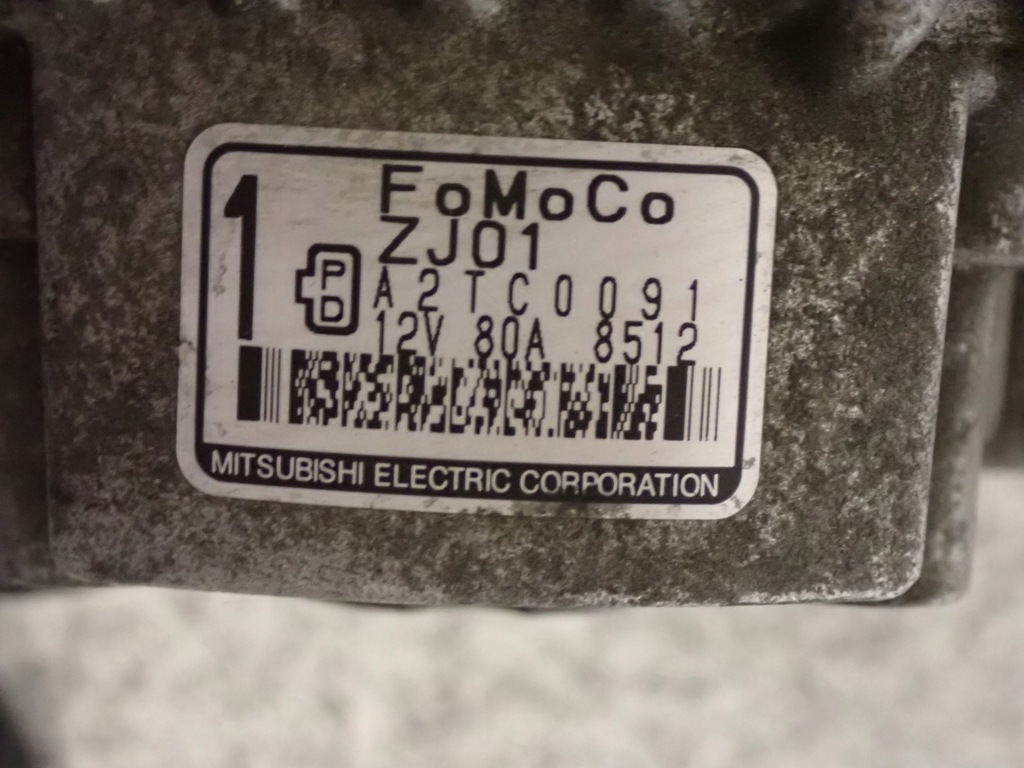 1
FoMoCo
ZJ01
P
D
A2TC0091
12V 80A 8512
MITSUBISHI ELECTRIC CORPORATION